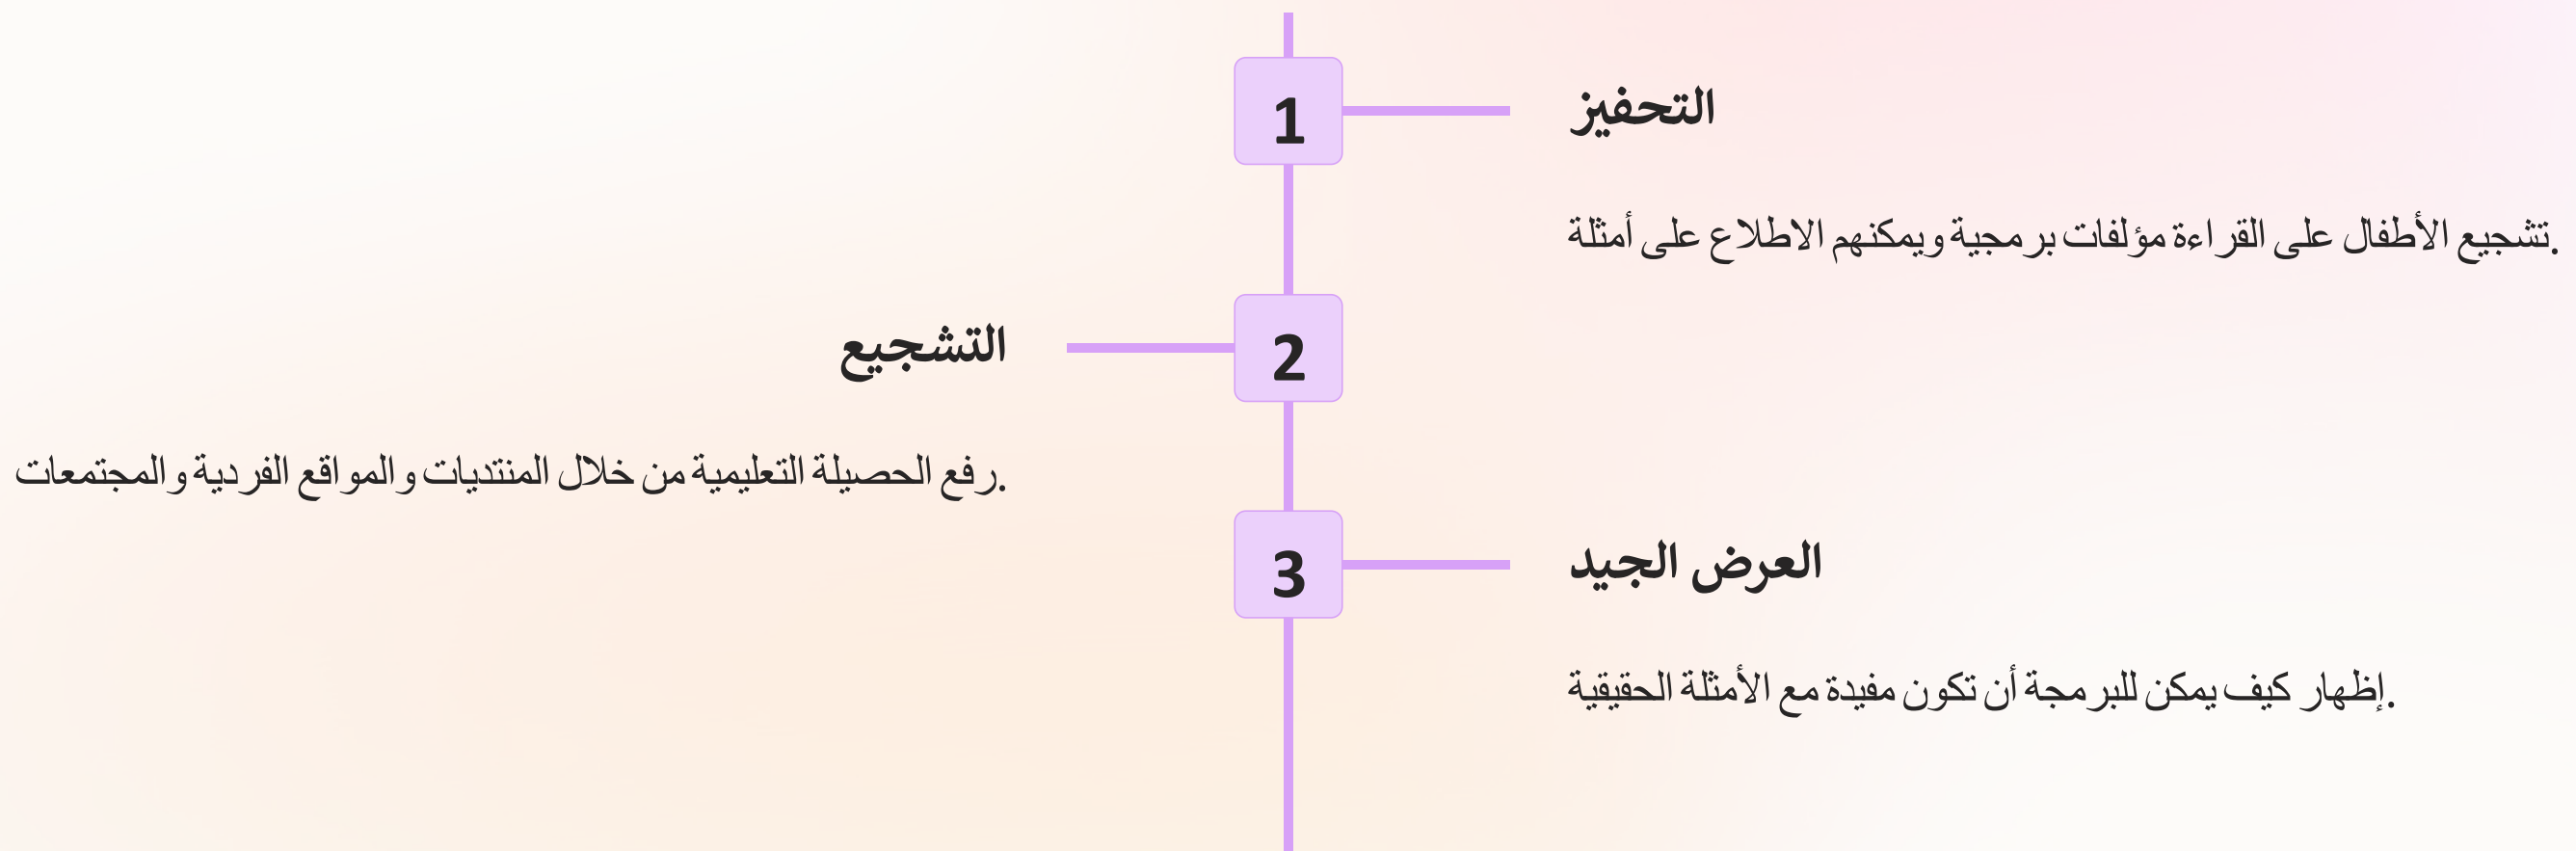 1
التحفيز
تشجيع الأطفال على القراءة مؤلفات برمجية ويمكنهم الاطلاع على أمثلة.
2
التشجيع
رفع الحصيلة التعليمية من خلال المنتديات والمواقع الفردية والمجتمعات.
3
العرض الجيد
إظهار كيف يمكن للبرمجة أن تكون مفيدة مع الأمثلة الحقيقية.